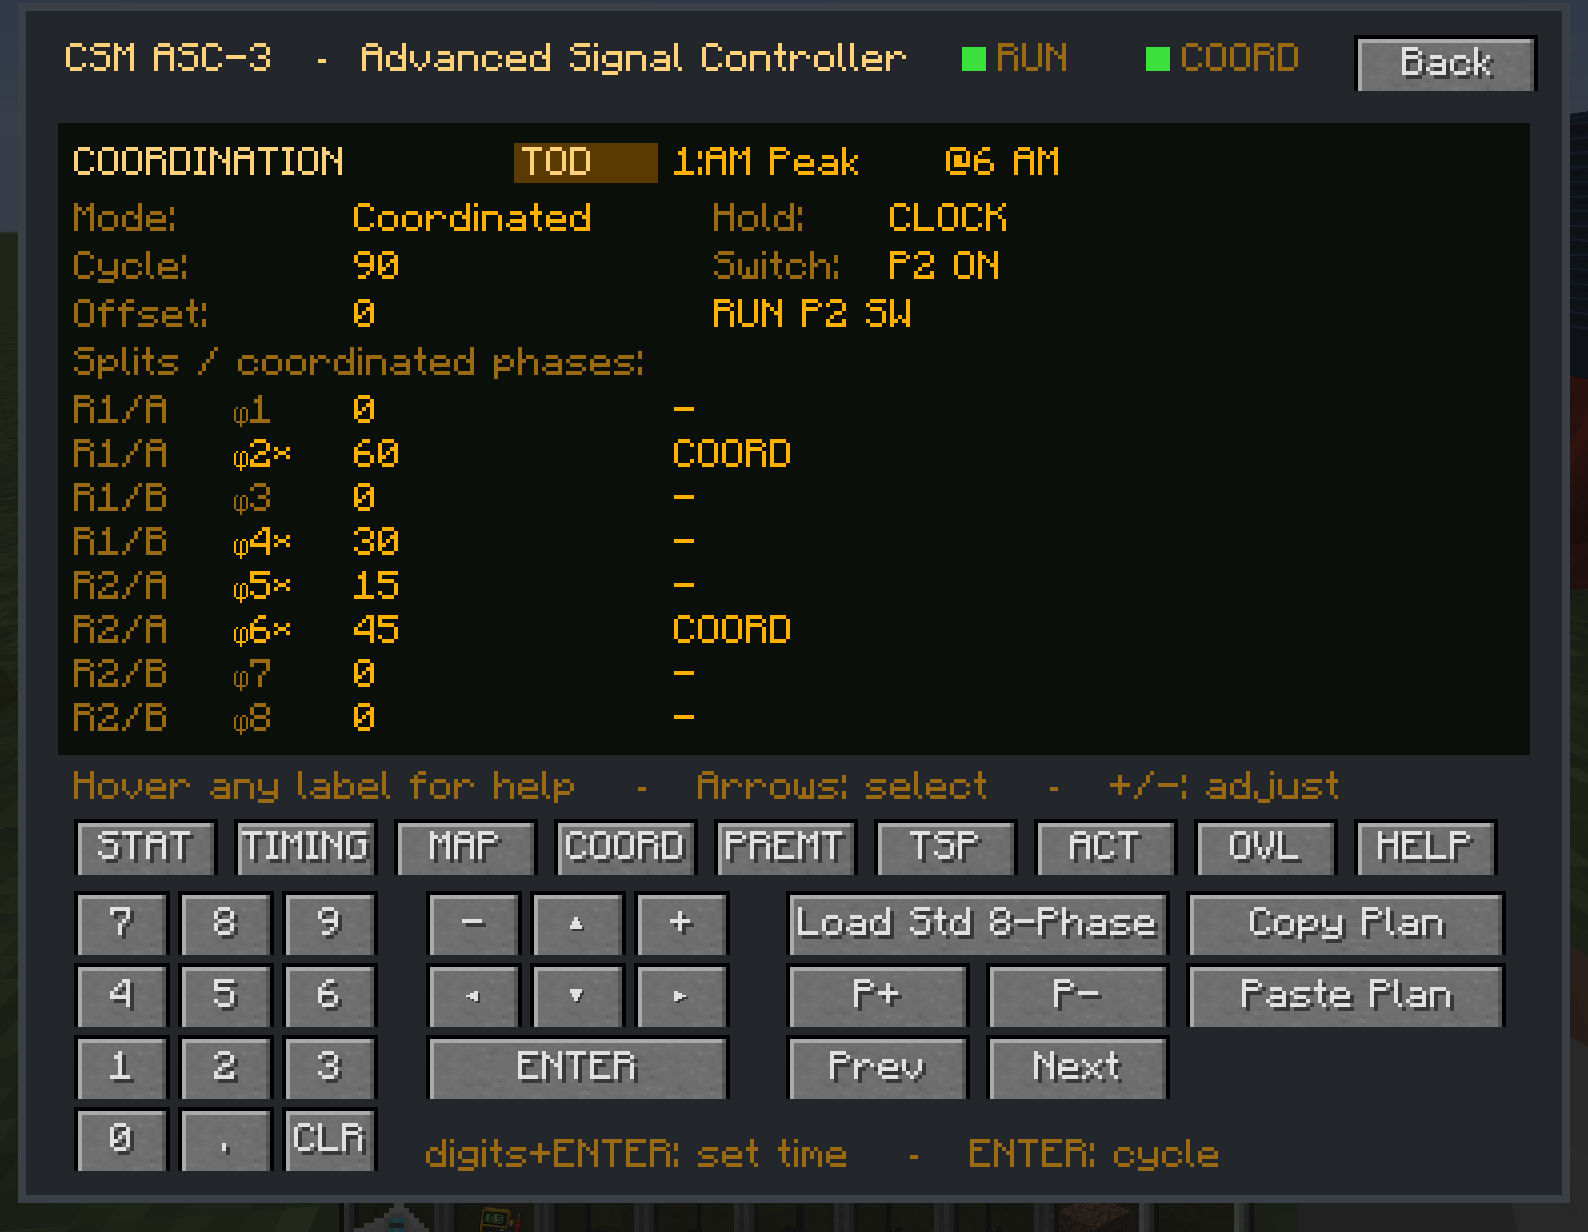 CSM ASC-3 - Advanced Signal Controller RUN COORD Back
COORDINATION TOD 1:AM Peak @6 AM
Mode: Coordinated Hold: CLOCK
Cycle: 90 Switch: P2 ON
Offset: 0 RUN P2 SW
Splits / coordinated phases:
R1/A φ1 0 -
R1/A φ2× 60 COORD
R1/B φ3 0 -
R1/B φ4× 30 -
R2/A φ5× 15 -
R2/A φ6× 45 COORD
R2/B φ7 0 -
R2/B φ8 0 -
Hover any label for help - Arrows: select - +/-: adjust
STAT TIMING MAP COORD PREMT TSP ACT OVL HELP
7 8 9 - ▲ + Load Std 8-Phase Copy Plan
4 5 6 ◄ ▼ ► P+ P- Paste Plan
1 2 3 ENTER Prev Next
0 . CLR
digits+ENTER: set time - ENTER: cycle